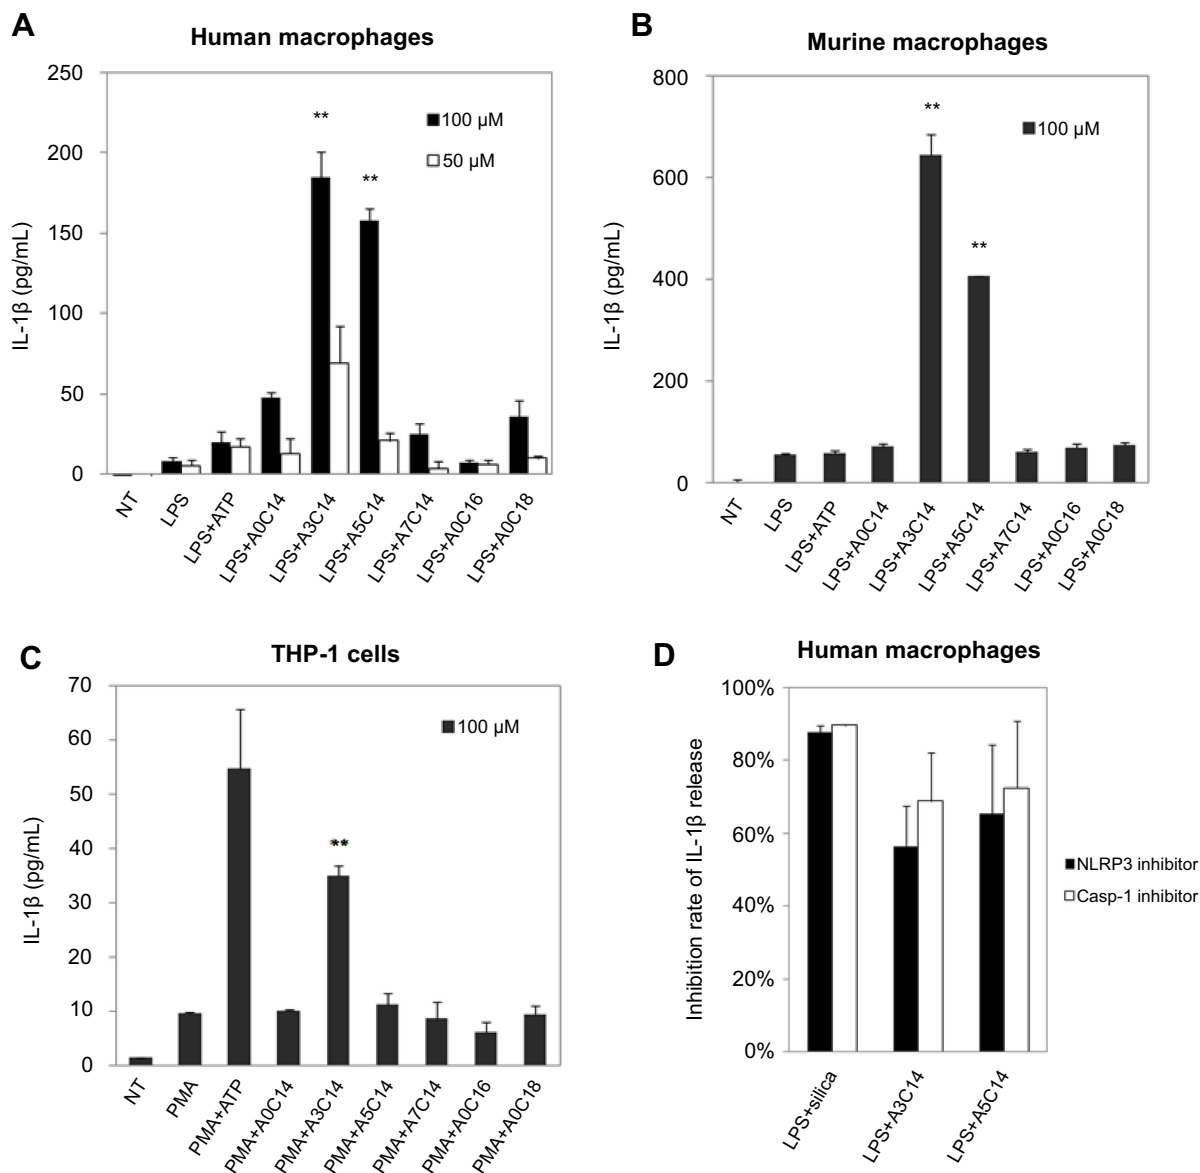 A
Human macrophages
IL-1β (pg/mL)
250
200
150
100
50
0
**
**
100 μM
50 μM
NT
LPS
LPS+ATP
LPS+A0C14
LPS+A3C14
LPS+A5C14
LPS+A7C14
LPS+A0C16
LPS+A0C18
B
Murine macrophages
IL-1β (pg/mL)
800
600
400
200
0
**
**
100 μM
NT
LPS
LPS+ATP
LPS+A0C14
LPS+A3C14
LPS+A5C14
LPS+A7C14
LPS+A0C16
LPS+A0C18
C
THP-1 cells
IL-1β (pg/mL)
70
60
50
40
30
20
10
0
**
100 μM
NT
PMA
PMA+ATP
PMA+A0C14
PMA+A3C14
PMA+A5C14
PMA+A7C14
PMA+A0C16
PMA+A0C18
D
Human macrophages
Inhibition rate of IL-1β release
100%
80%
60%
40%
20%
0%
NLRP3 inhibitor
Casp-1 inhibitor
LPS+silica
LPS+A3C14
LPS+A5C14